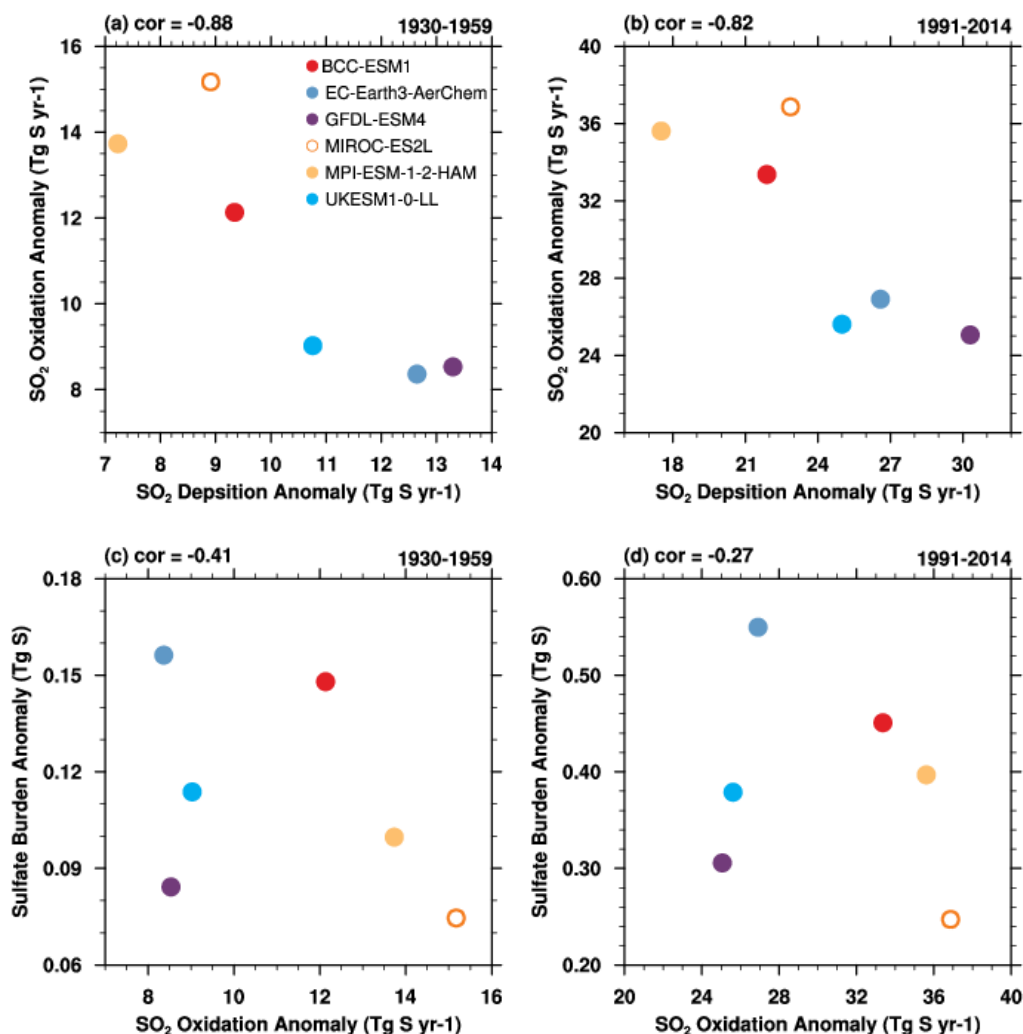 (a) cor = -0.88 1930-1959
16
14
12
10
8
SO₂ Oxidation Anomaly (Tg S yr-1)
BCC-ESM1
EC-Earth3-AerChem
GFDL-ESM4
MIROC-ES2L
MPI-ESM-1-2-HAM
UKESM1-0-LL
7 8 9 10 11 12 13 14
SO₂ Depsition Anomaly (Tg S yr-1)
(b) cor = -0.82 1991-2014
40
36
32
28
24
20
SO₂ Oxidation Anomaly (Tg S yr-1)
18 21 24 27 30
SO₂ Depsition Anomaly (Tg S yr-1)
(c) cor = -0.41 1930-1959
0.18
0.15
0.12
0.09
0.06
Sulfate Burden Anomaly (Tg S)
8 10 12 14 16
SO₂ Oxidation Anomaly (Tg S yr-1)
(d) cor = -0.27 1991-2014
0.60
0.50
0.40
0.30
0.20
Sulfate Burden Anomaly (Tg S)
20 24 28 32 36 40
SO₂ Oxidation Anomaly (Tg S yr-1)